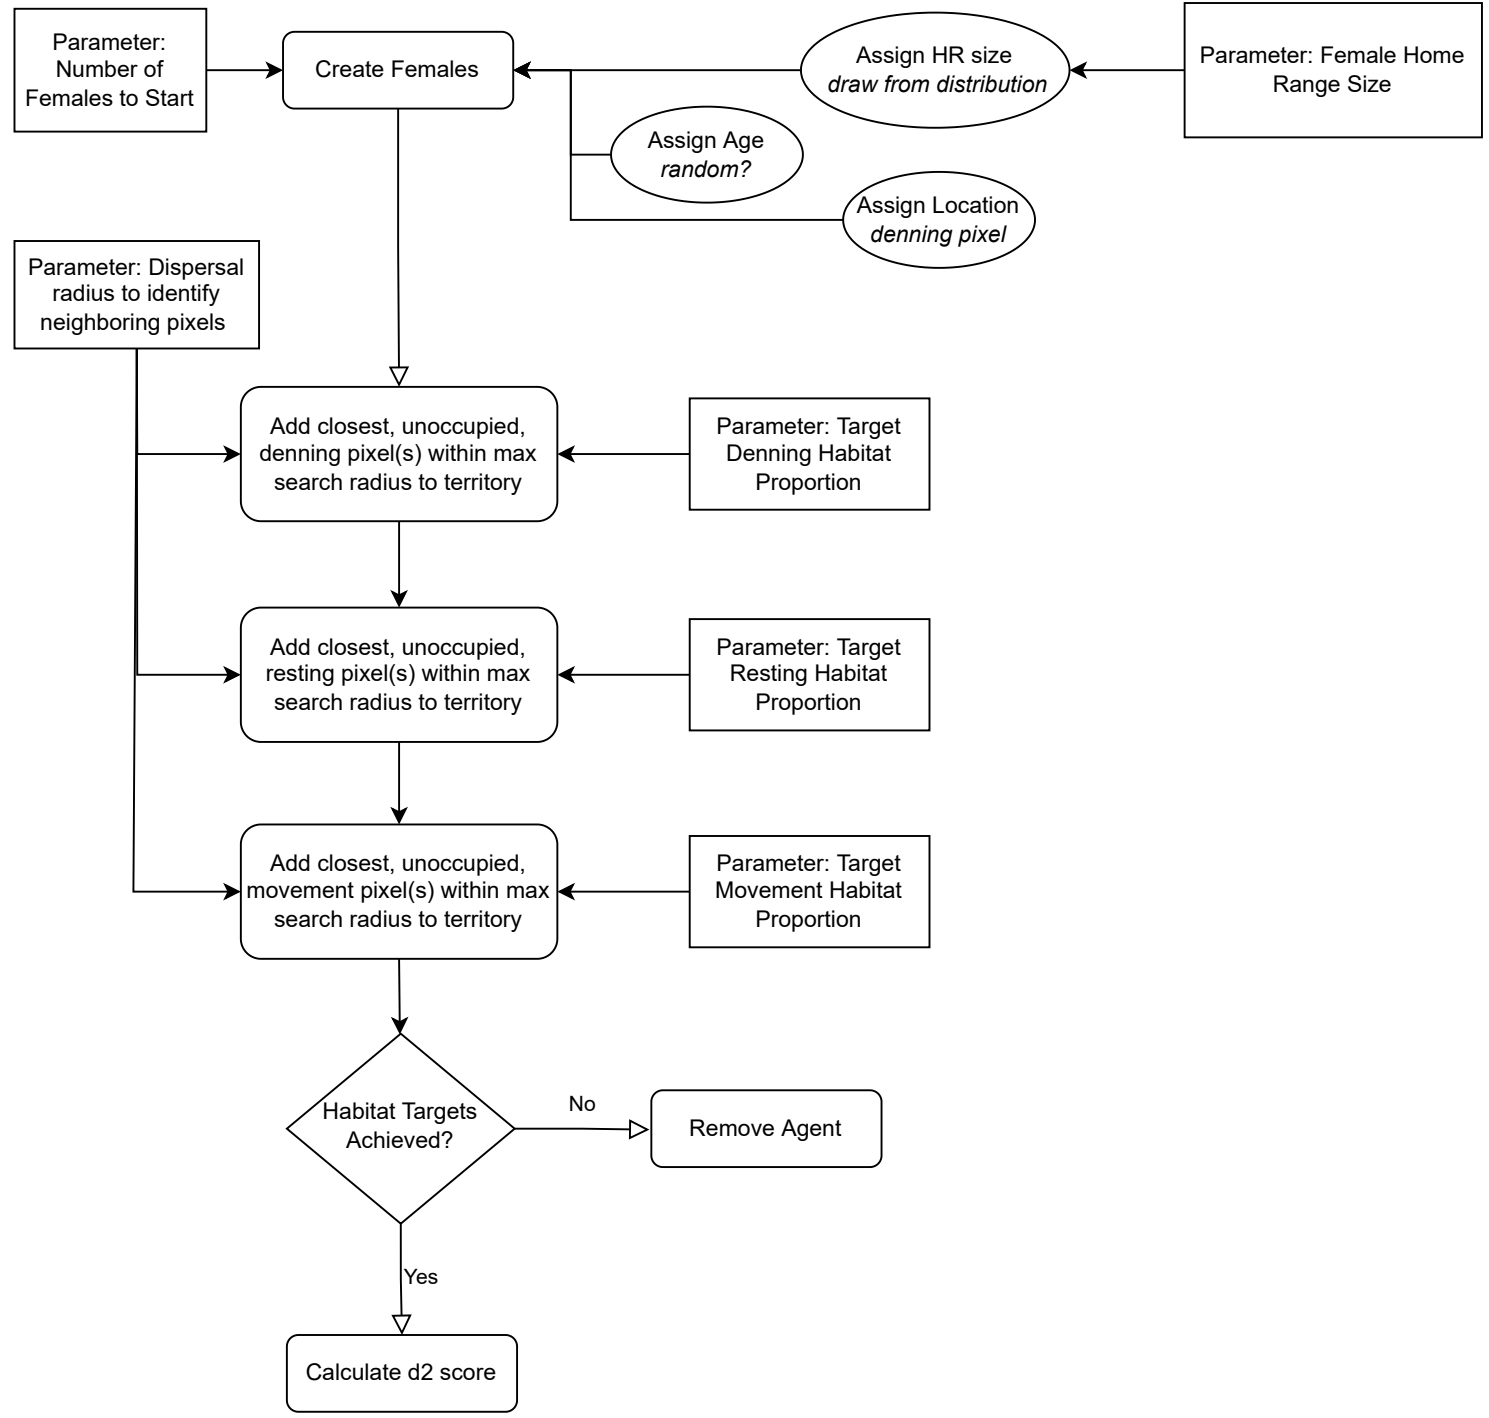 Parameter:
Number of
Females to Start
Create Females
Assign HR size
draw from distribution
Parameter: Female Home
Range Size
Assign Age
random?
Assign Location
denning pixel
Parameter: Dispersal
radius to identify
neighboring pixels
Add closest, unoccupied,
denning pixel(s) within max
search radius to territory
Parameter: Target
Denning Habitat
Proportion
Add closest, unoccupied,
resting pixel(s) within max
search radius to territory
Parameter: Target
Resting Habitat
Proportion
Add closest, unoccupied,
movement pixel(s) within max
search radius to territory
Parameter: Target
Movement Habitat
Proportion
Habitat Targets
Achieved?
No
Remove Agent
Yes
Calculate d2 score